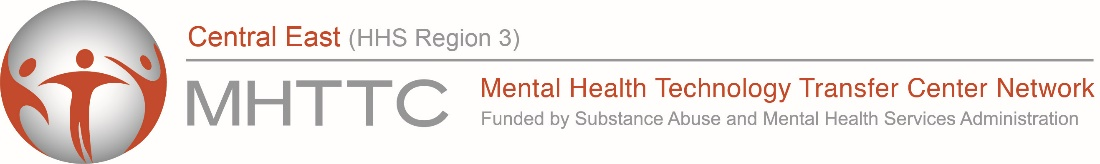 Central East (HHS Region 3)
MHTTC
Mental Health Technology Transfer Center Network
Funded by Substance Abuse and Mental Health Services Administration